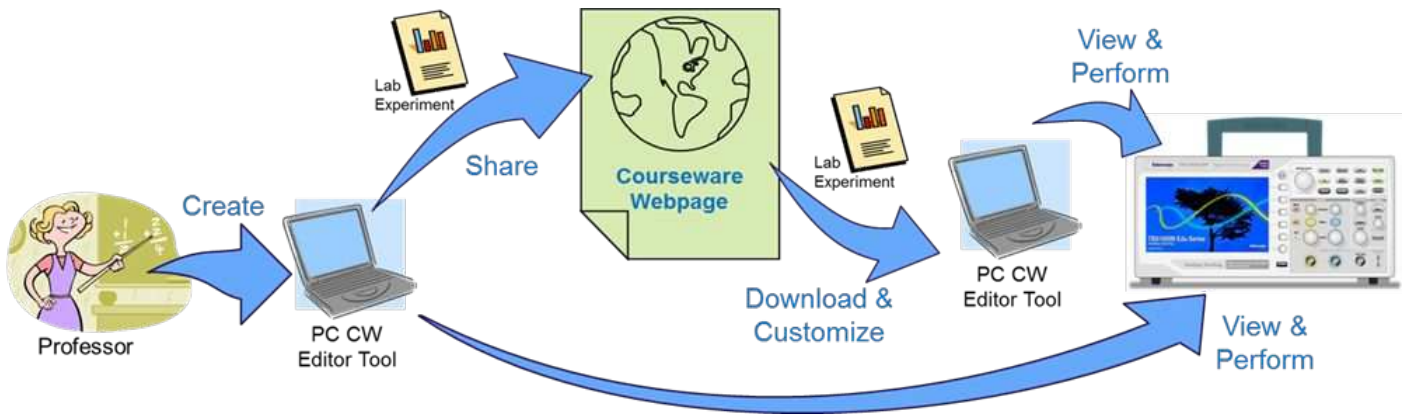 Professor
Create
PC CW
Editor Tool
Lab
Experiment
Share
Courseware
Webpage
Lab
Experiment
Download &
Customize
PC CW
Editor Tool
View &
Perform
View &
Perform
Tektronix